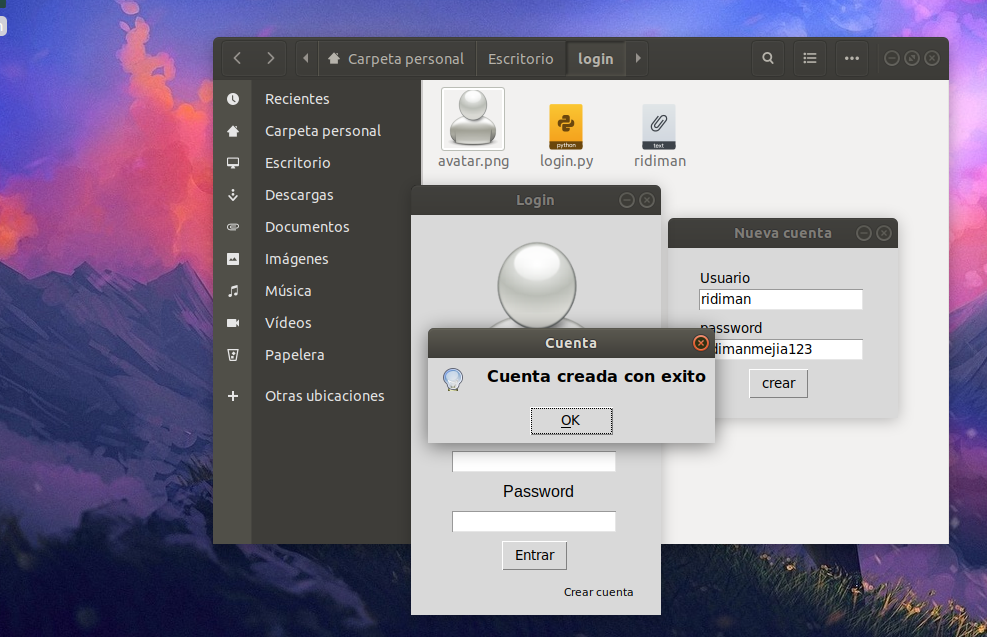 Carpeta personal
Escritorio
login
Recientes
Carpeta personal
Escritorio
Descargas
Documentos
Imágenes
Música
Vídeos
Papelera
Otras ubicaciones
python
text
avatar.png
login.py
ridiman
Login
Nueva cuenta
Usuario
ridiman
password
dimanmejia123
crear
Cuenta
Cuenta creada con exito
OK
Password
Entrar
Crear cuenta